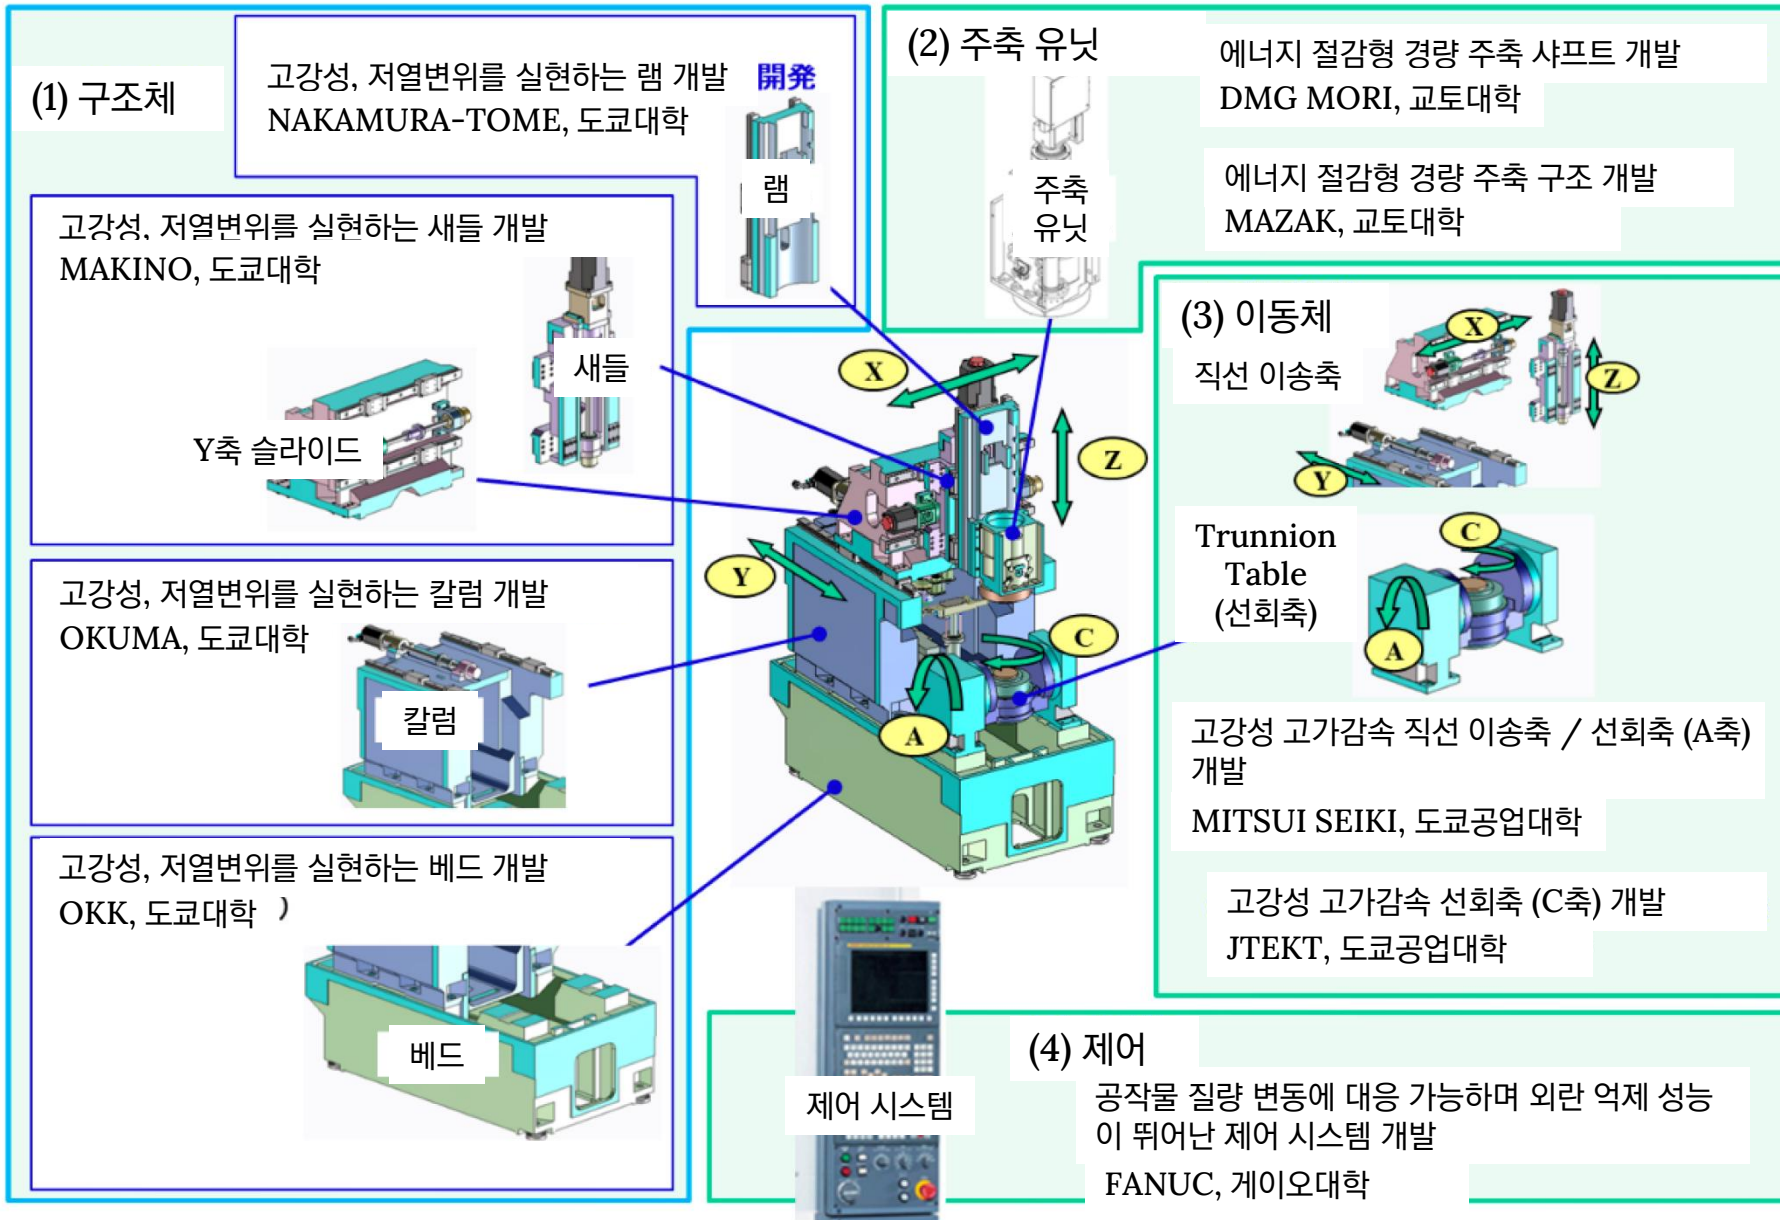 (1) 구조체
고강성, 저열변위를 실현하는 램 개발 開発
NAKAMURA-TOME, 도쿄대학
램
고강성, 저열변위를 실현하는 새들 개발
MAKINO, 도쿄대학
새들
Y축 슬라이드
고강성, 저열변위를 실현하는 칼럼 개발
OKUMA, 도쿄대학
칼럼
고강성, 저열변위를 실현하는 베드 개발
OKK, 도쿄대학 )
베드
(2) 주축 유닛
주축
유닛
에너지 절감형 경량 주축 샤프트 개발
DMG MORI, 교토대학
에너지 절감형 경량 주축 구조 개발
MAZAK, 교토대학
X
Z
Y
C
A
(3) 이동체
직선 이송축
X
Z
Y
Trunnion
Table
(선회축)
C
A
고강성 고가감속 직선 이송축 / 선회축 (A축)
개발
MITSUI SEIKI, 도쿄공업대학
고강성 고가감속 선회축 (C축) 개발
JTEKT, 도쿄공업대학
제어 시스템
(4) 제어
공작물 질량 변동에 대응 가능하며 외란 억제 성능
이 뛰어난 제어 시스템 개발
FANUC, 게이오대학